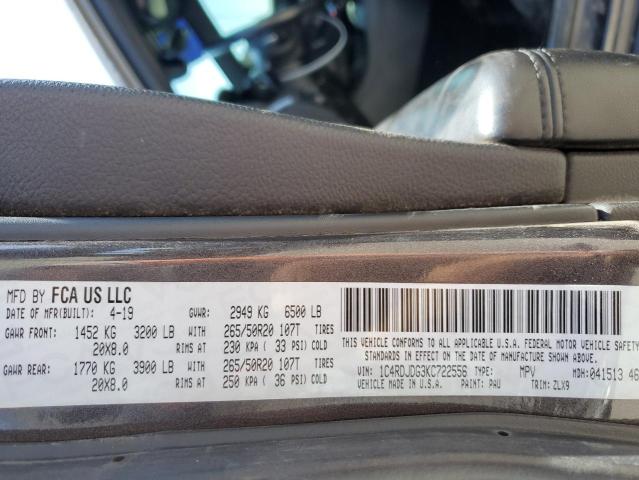 MFD BY FCA US LLC
DATE OF MFR(BUILT): 4-19 GVWR: 2949 KG 6500 LB
GAWR FRONT: 1452 KG 3200 LB WITH 265/50R20 107T TIRES
20X8.0 RIMS AT 230 KPA ( 33 PSI) COLD
GAWR REAR: 1770 KG 3900 LB WITH 265/50R20 107T TIRES
20X8.0 RIMS AT 250 KPA ( 36 PSI) COLD
THIS VEHICLE CONFORMS TO ALL APPLICABLE U.S.A. FEDERAL MOTOR VEHICLE SAFETY
STANDARDS IN EFFECT ON THE DATE OF MANUFACTURE SHOWN ABOVE.
VIN: 1C4RDJDG3KC722556 TYPE: MPV MDH: 041513 46
MADE IN U.S.A. PAINT: PAU TRIM: ZLX9